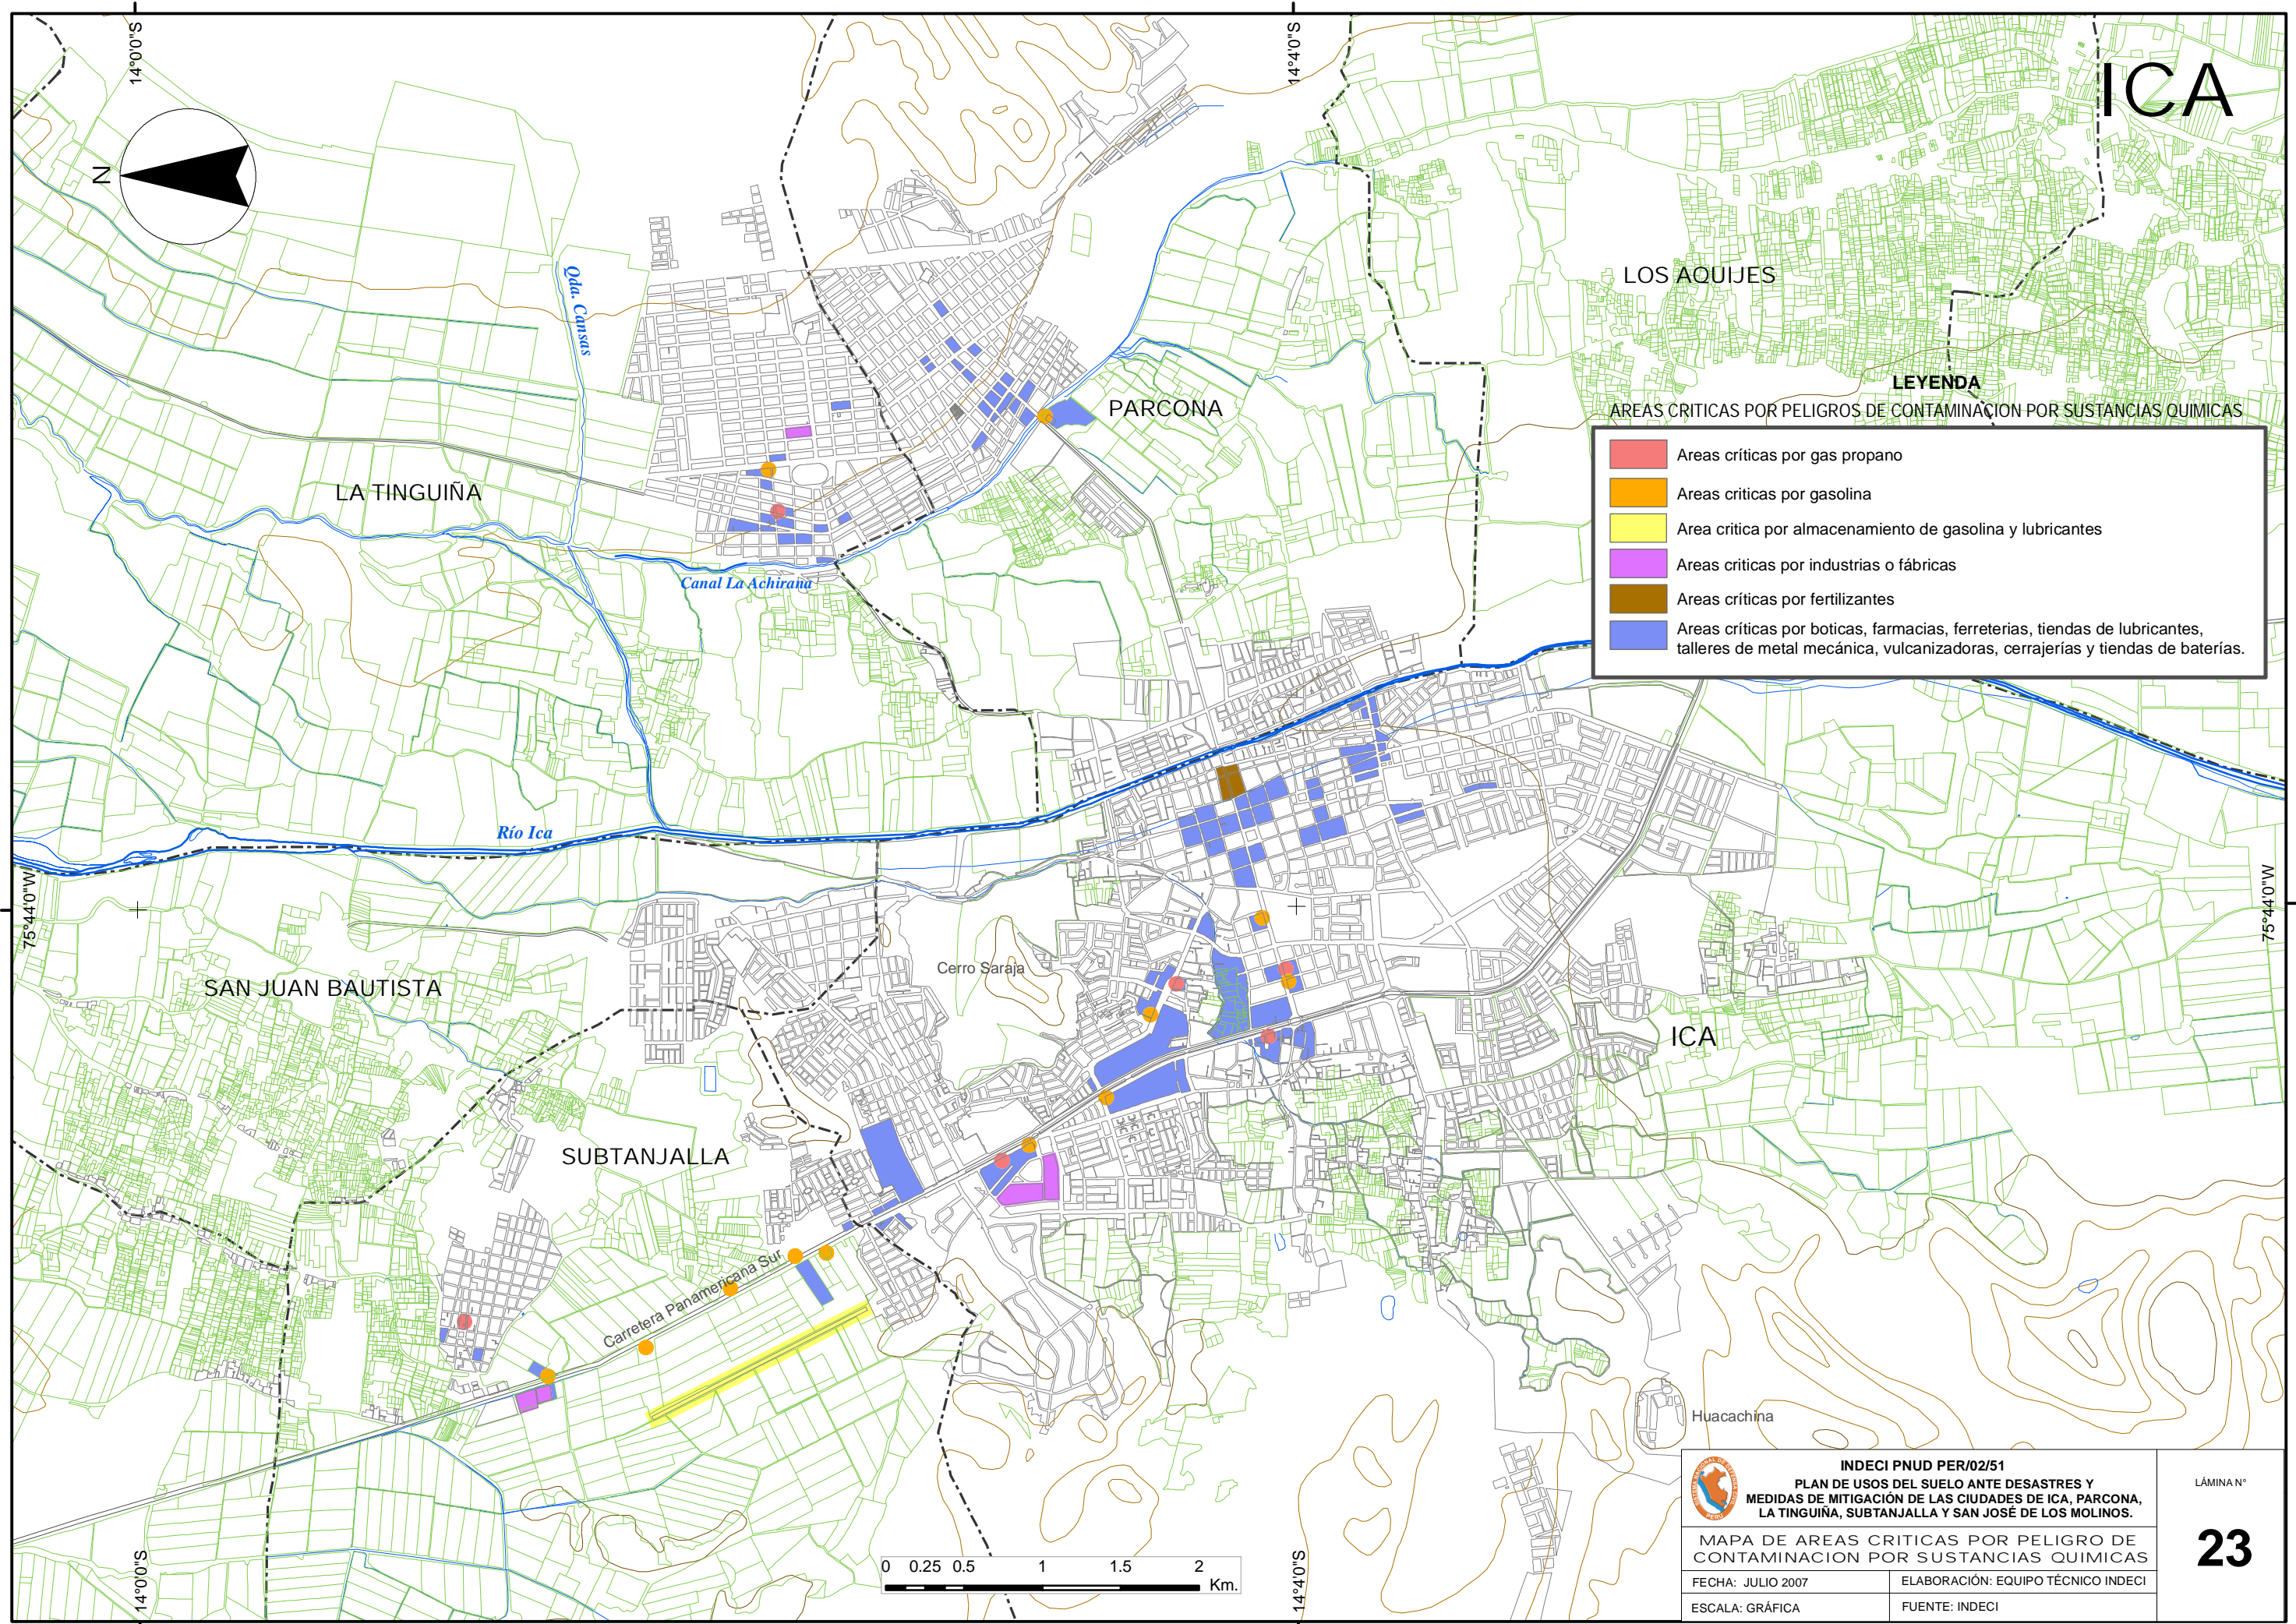 14°0'0"S
14°4'0"S
ICA
N
Qda. Cansas
LOS AQUIJES
PARCONA
LA TINGUIÑA
Canal La Achirana
LEYENDA
AREAS CRITICAS POR PELIGROS DE CONTAMINACION POR SUSTANCIAS QUIMICAS
Areas críticas por gas propano
Areas criticas por gasolina
Area critica por almacenamiento de gasolina y lubricantes
Areas criticas por industrias o fábricas
Areas críticas por fertilizantes
Areas críticas por boticas, farmacias, ferreterias, tiendas de lubricantes,
talleres de metal mecánica, vulcanizadoras, cerrajerías y tiendas de baterías.
Río Ica
75°44'0"W
75°44'0"W
Cerro Saraja
SAN JUAN BAUTISTA
ICA
SUBTANJALLA
Carretera Panamericana Sur
Huacachina
14°0'0"S
0 0.25 0.5 1 1.5 2
Km.
14°4'0"S
INDECI PNUD PER/02/51
PLAN DE USOS DEL SUELO ANTE DESASTRES Y
MEDIDAS DE MITIGACIÓN DE LAS CIUDADES DE ICA, PARCONA,
LA TINGUIÑA, SUBTANJALLA Y SAN JOSÉ DE LOS MOLINOS.
MAPA DE AREAS CRITICAS POR PELIGRO DE
CONTAMINACION POR SUSTANCIAS QUIMICAS
FECHA: JULIO 2007
ELABORACIÓN: EQUIPO TÉCNICO INDECI
ESCALA: GRÁFICA
FUENTE: INDECI
LÁMINA N°
23